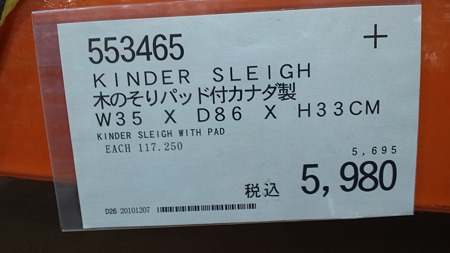 553465 +
KINDER SLEIGH
木のそりパッド付カナダ製
W35 X D86 X H33CM
KINDER SLEIGH WITH PAD
EACH 117.250
5,695
税込 5,980
D26 20101207